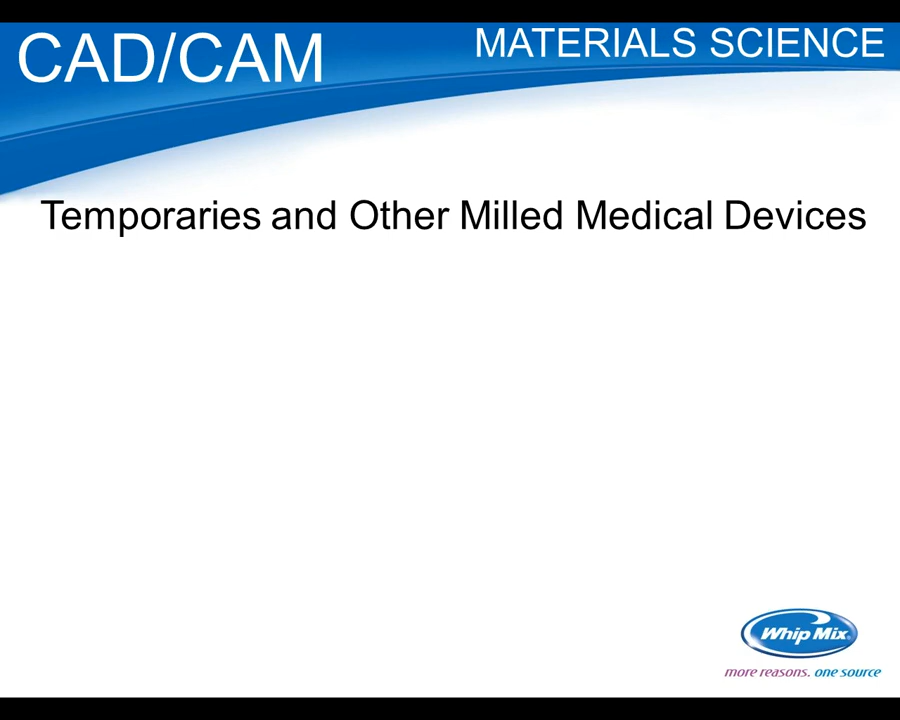 CAD/CAM
MATERIALS SCIENCE
Temporaries and Other Milled Medical Devices
Whip Mix®
more reasons. one source